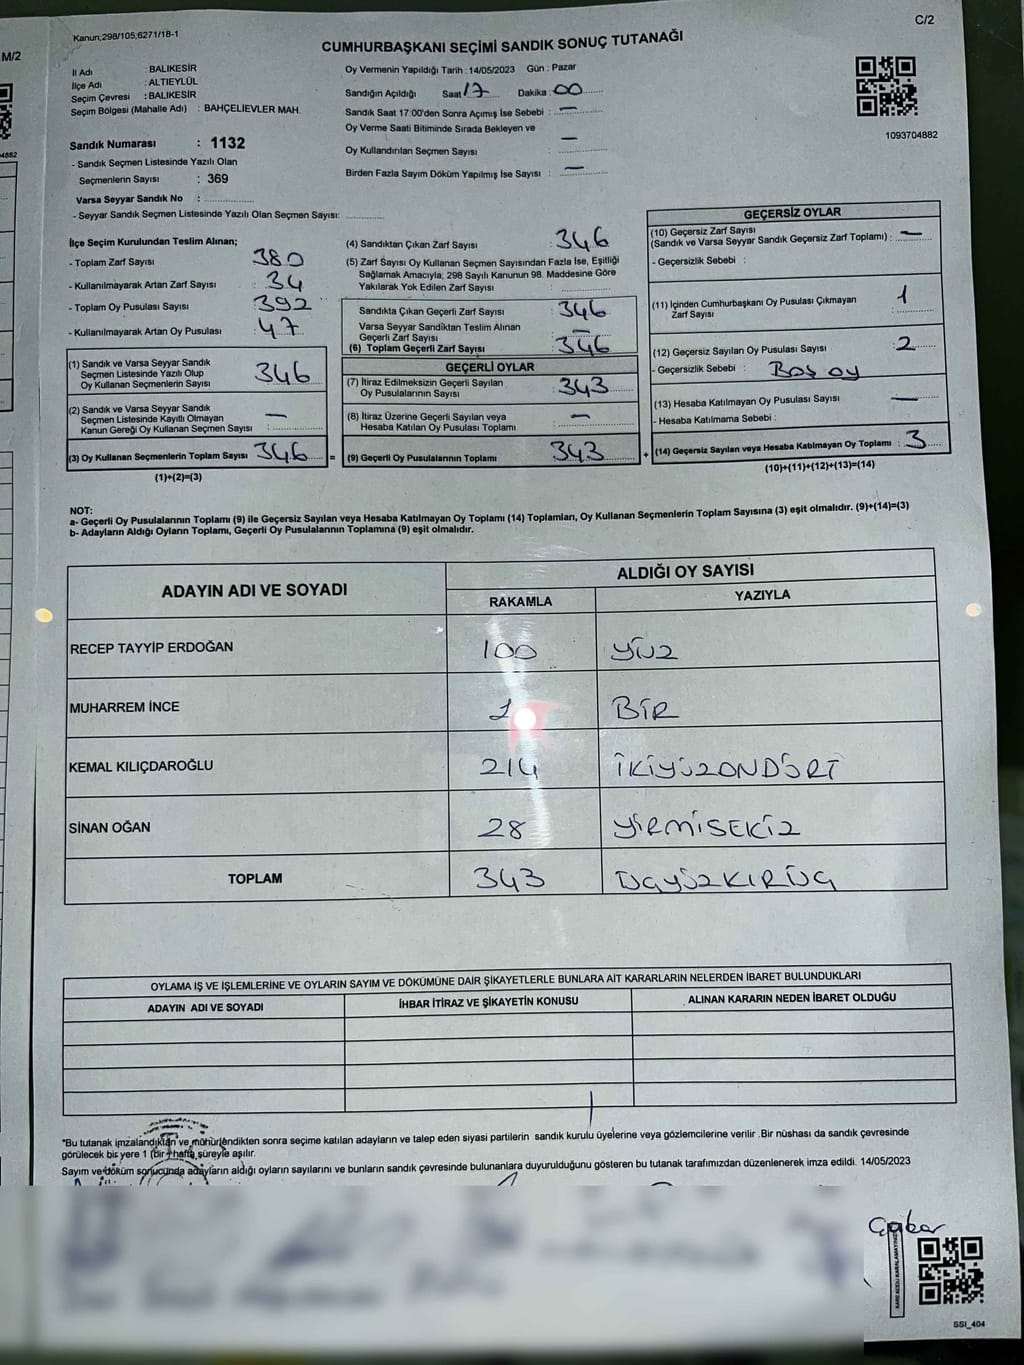 M/2
C/2
Kanun;298/105;6271/18-1
CUMHURBAŞKANI SEÇİMİ SANDIK SONUÇ TUTANAĞI
İl Adı : BALIKESİR
İlçe Adı : ALTIEYLÜL
Seçim Çevresi : BALIKESİR
Seçim Bölgesi (Mahalle Adı) : BAHÇELİEVLER MAH.
Sandık Numarası : 1132
- Sandık Seçmen Listesinde Yazılı Olan
Seçmenlerin Sayısı : 369
Varsa Seyyar Sandık No :
- Seyyar Sandık Seçmen Listesinde Yazılı Olan Seçmen Sayısı:
Oy Vermenin Yapıldığı Tarih : 14/05/2023 Gün : Pazar
Sandığın Açıldığı Saat 17 Dakika : 00
Sandık Saat 17:00'den Sonra Açımış İse Sebebi : —
Oy Verme Saati Bitiminde Sırada Bekleyen ve
Oy Kullandırılan Seçmen Sayısı : —
Birden Fazla Sayım Döküm Yapılmış İse Sayısı : —
1093704882
4882
İlçe Seçim Kurulundan Teslim Alınan;
- Toplam Zarf Sayısı : 380
- Kullanılmayarak Artan Zarf Sayısı : 34
- Toplam Oy Pusulası Sayısı : 392
- Kullanılmayarak Artan Oy Pusulası : 47
(1) Sandık ve Varsa Seyyar Sandık
Seçmen Listesinde Yazılı Olup
Oy Kullanan Seçmenlerin Sayısı : 346
(2) Sandık ve Varsa Seyyar Sandık
Seçmen Listesinde Kayıtlı Olmayan
Kanun Gereği Oy Kullanan Seçmen Sayısı : —
(3) Oy Kullanan Seçmenlerin Toplam Sayısı : 346 =
(1)+(2)=(3)
(4) Sandıktan Çıkan Zarf Sayısı : 346
(5) Zarf Sayısı Oy Kullanan Seçmen Sayısından Fazla İse, Eşitliği
Sağlamak Amacıyla; 298 Sayılı Kanunun 98. Maddesine Göre
Yakılarak Yok Edilen Zarf Sayısı :
Sandıkta Çıkan Geçerli Zarf Sayısı : 346
Varsa Seyyar Sandıktan Teslim Alınan
Geçerli Zarf Sayısı : —
(6) Toplam Geçerli Zarf Sayısı : 346
GEÇERLİ OYLAR
(7) İtiraz Edilmeksizin Geçerli Sayılan
Oy Pusulasının Sayısı : 343
(8) İtiraz Üzerine Geçerli Sayılan veya
Hesaba Katılan Oy Pusulası Toplamı : —
(9) Geçerli Oy Pusulalarının Toplamı : 343 +
GEÇERSİZ OYLAR
(10) Geçersiz Zarf Sayısı
(Sandık ve Varsa Seyyar Sandık Geçersiz Zarf Toplamı) : —
- Geçersizlik Sebebi :
(11) İçinden Cumhurbaşkanı Oy Pusulası Çıkmayan
Zarf Sayısı : 1
(12) Geçersiz Sayılan Oy Pusulası Sayısı : 2
- Geçersizlik Sebebi : Boş oy
(13) Hesaba Katılmayan Oy Pusulası Sayısı : —
- Hesaba Katılmama Sebebi :
(14) Geçersiz Sayılan veya Hesaba Katılmayan Oy Toplamı : 3
(10)+(11)+(12)+(13)=(14)
NOT:
a- Geçerli Oy Pusulalarının Toplamı (9) ile Geçersiz Sayılan veya Hesaba Katılmayan Oy Toplamı (14) Toplamları, Oy Kullanan Seçmenlerin Toplam Sayısına (3) eşit olmalıdır. (9)+(14)=(3)
b- Adayların Aldığı Oyların Toplamı, Geçerli Oy Pusulalarının Toplamına (9) eşit olmalıdır.
ADAYIN ADI VE SOYADI
ALDIĞI OY SAYISI
RAKAMLA YAZIYLA
RECEP TAYYİP ERDOĞAN 100 YÜZ
MUHARREM İNCE 1 BİR
KEMAL KILIÇDAROĞLU 214 İKİYÜZONDÖRT
SİNAN OĞAN 28 YİRMİSEKİZ
TOPLAM 343 ÜÇYÜZKIRÜÇ
OYLAMA İŞ VE İŞLEMLERİNE VE OYLARIN SAYIM VE DÖKÜMÜNE DAİR ŞİKAYETLERLE BUNLARA AİT KARARLARIN NELERDEN İBARET BULUNDUKLARI
ADAYIN ADI VE SOYADI İHBAR İTİRAZ VE ŞİKAYETİN KONUSU ALINAN KARARIN NEDEN İBARET OLDUĞU
*Bu tutanak imzalandıktan ve mühürlendikten sonra seçime katılan adayların ve talep eden siyasi partilerin sandık kurulu üyelerine veya gözlemcilerine verilir .Bir nüshası da sandık çevresinde
görülecek bir yere 1 (bir) hafta süreyle aşılır.
Sayım ve döküm sonucunda adayların aldığı oyların sayılarını ve bunların sandık çevresinde bulunanlara duyurulduğunu gösteren bu tutanak tarafımızdan düzenlenerek imza edildi. 14/05/2023
SSI_404